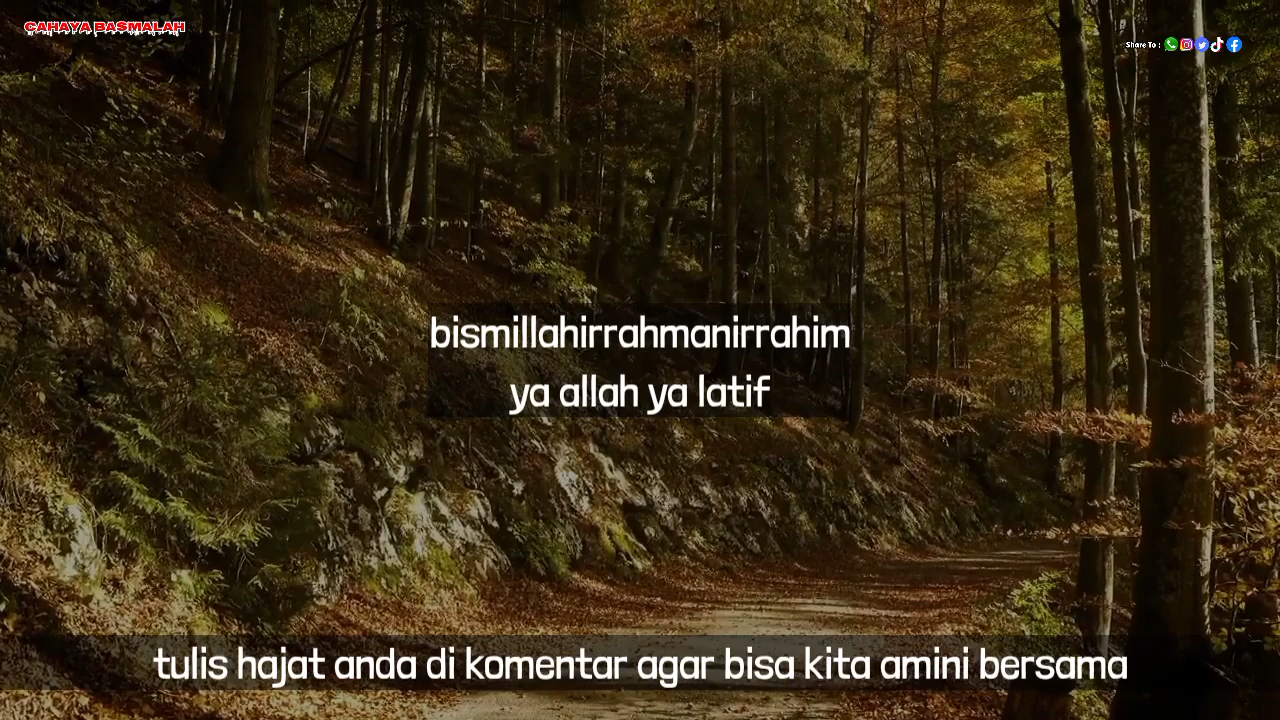 CAHAYA BASMALAH
Share To :
bismillahirrahmanirrahim
ya allah ya latif
tulis hajat anda di komentar agar bisa kita amini bersama